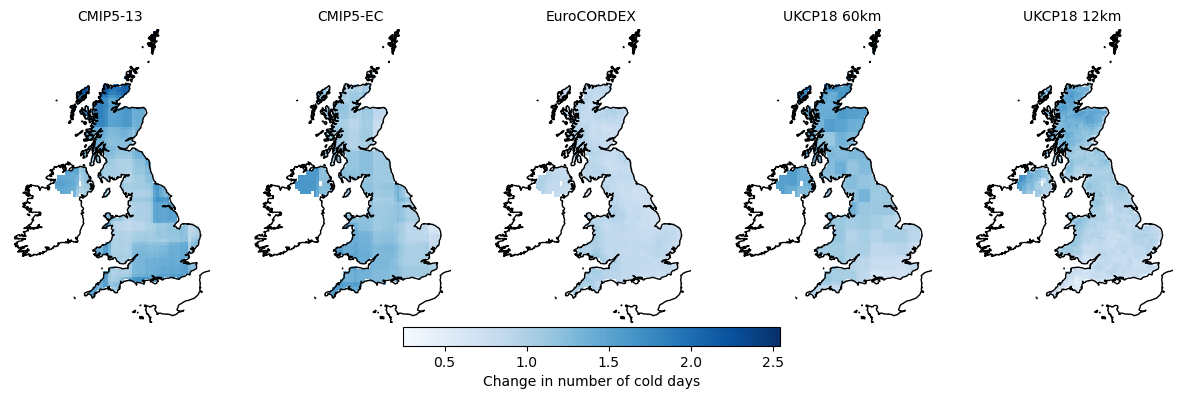 CMIP5-13 CMIP5-EC EuroCORDEX UKCP18 60km UKCP18 12km
0.5 1.0 1.5 2.0 2.5
Change in number of cold days